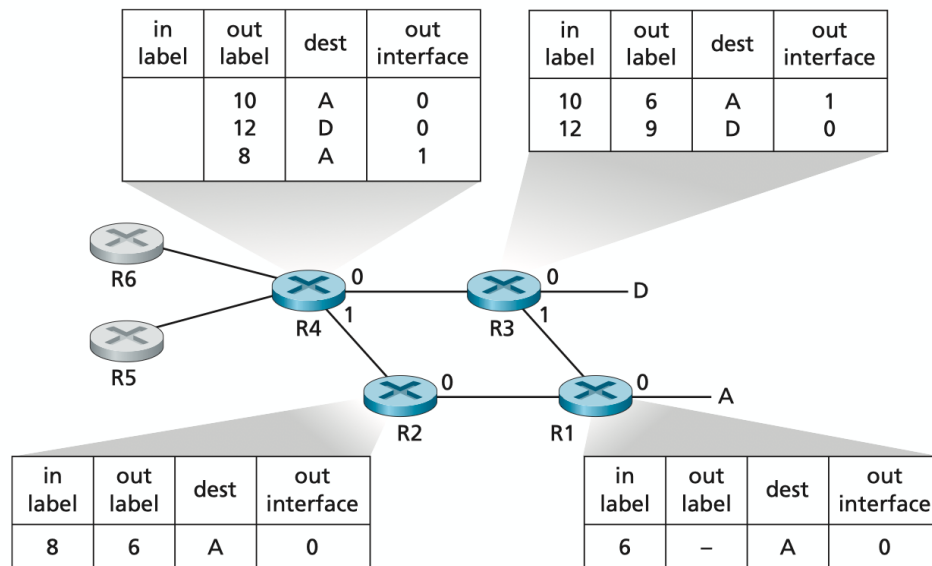 in label out label dest out interface
10 A 0
12 D 0
8 A 1
in label out label dest out interface
10 6 A 1
12 9 D 0
R6
R5
0
R4
1
0
R3
1
D
0
R2
0
R1
A
in label out label dest out interface
8 6 A 0
in label out label dest out interface
6 – A 0